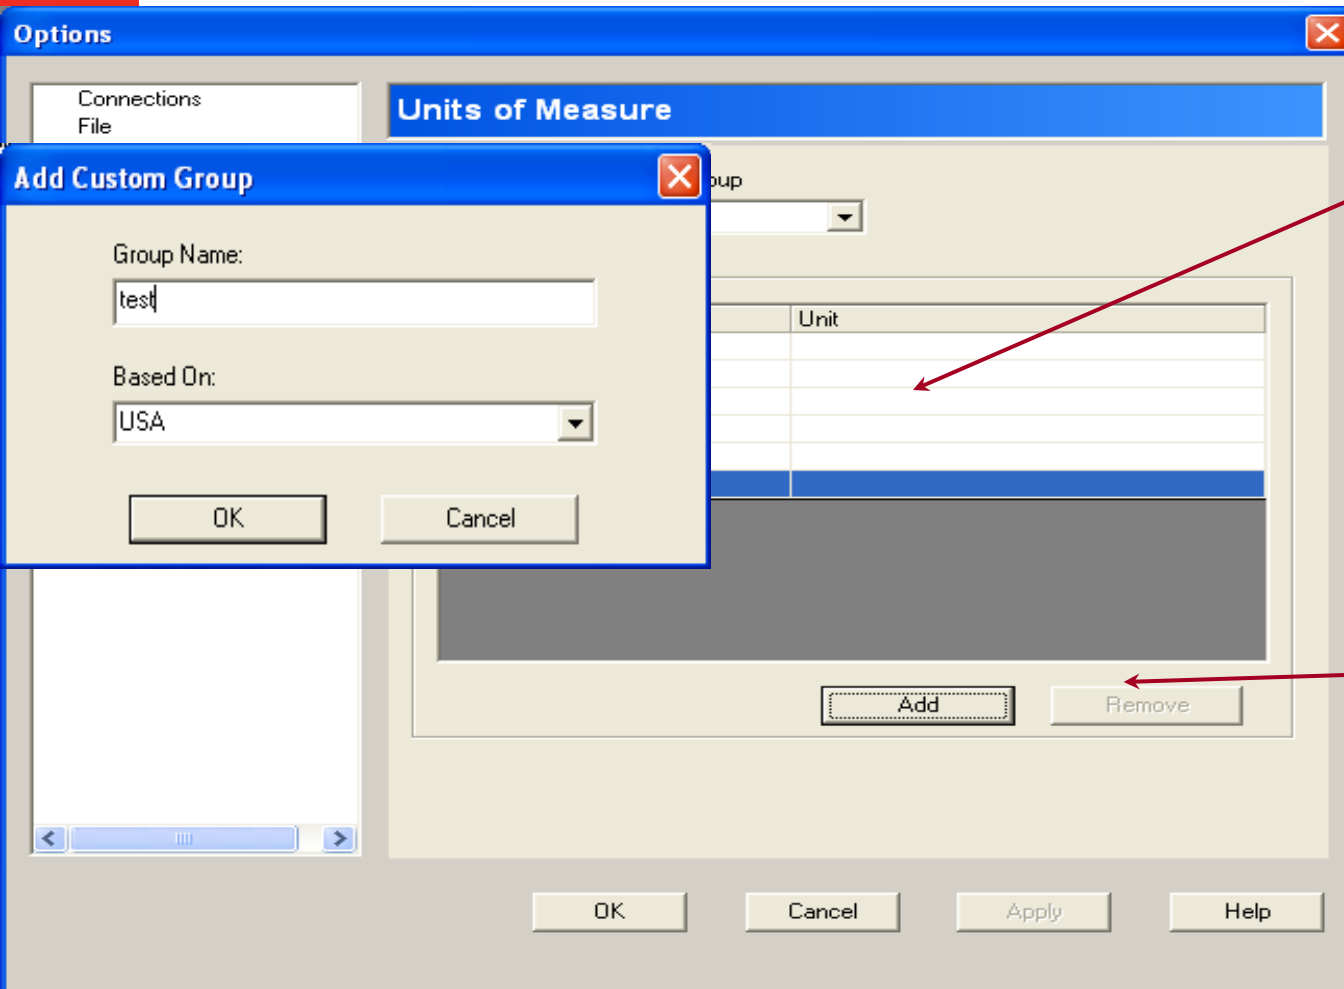 Options
Connections
File
Units of Measure
Add Custom Group
Group Name:
test
Based On:
USA
OK
Cancel
Unit
Add
Remove
OK
Cancel
Apply
Help